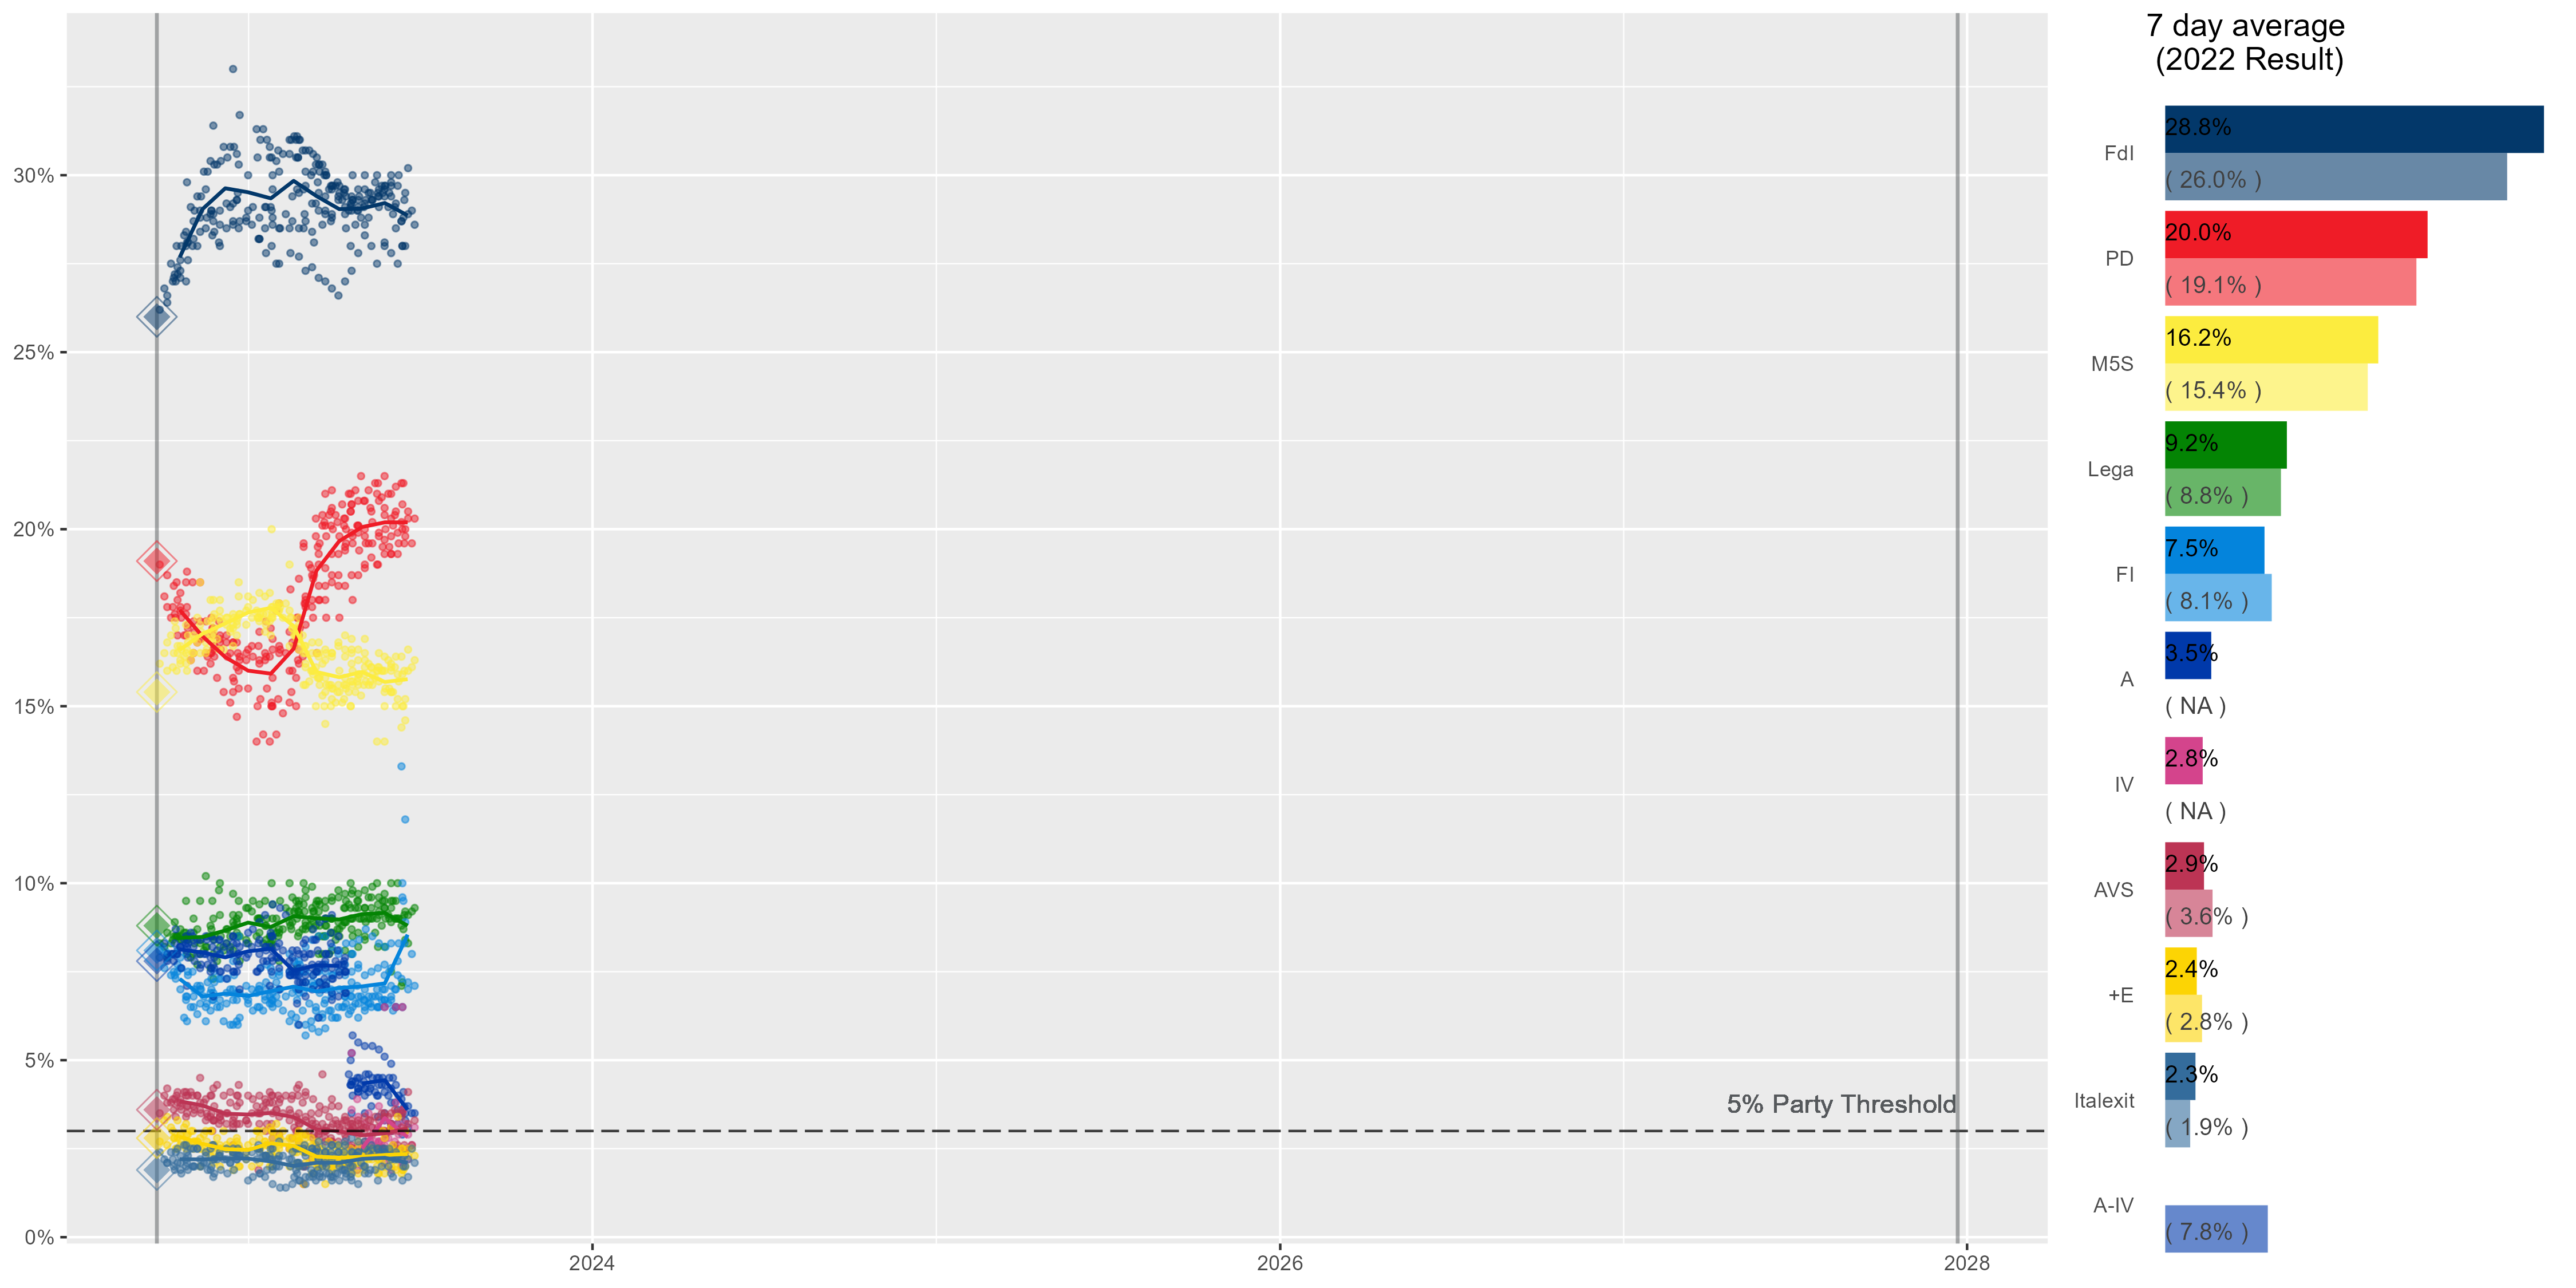 30%
25%
20%
15%
10%
5%
0%
2024
2026
2028
5% Party Threshold
7 day average
(2022 Result)
FdI
28.8%
( 26.0% )
PD
20.0%
( 19.1% )
M5S
16.2%
( 15.4% )
Lega
9.2%
( 8.8% )
FI
7.5%
( 8.1% )
A
3.5%
( NA )
IV
2.8%
( NA )
AVS
2.9%
( 3.6% )
+E
2.4%
( 2.8% )
Italexit
2.3%
( 1.9% )
A-IV
( 7.8% )